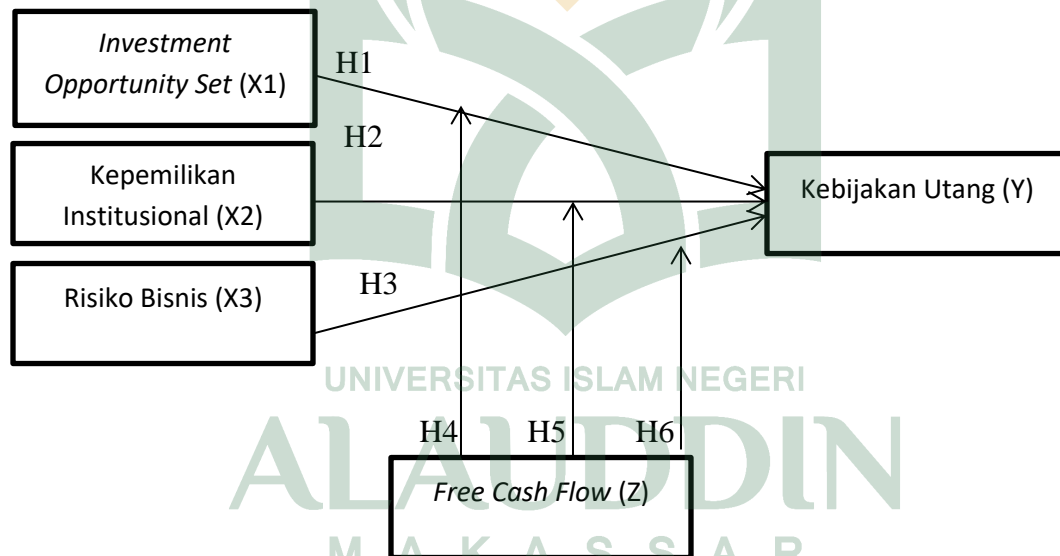 Investment
Opportunity Set (X1)
H1
H2
Kepemilikan
Institusional (X2)
Kebijakan Utang (Y)
Risiko Bisnis (X3)
H3
UNIVERSITAS ISLAM NEGERI
ALAUDDIN
H4
H5
H6
Free Cash Flow (Z)
MAKASSAR